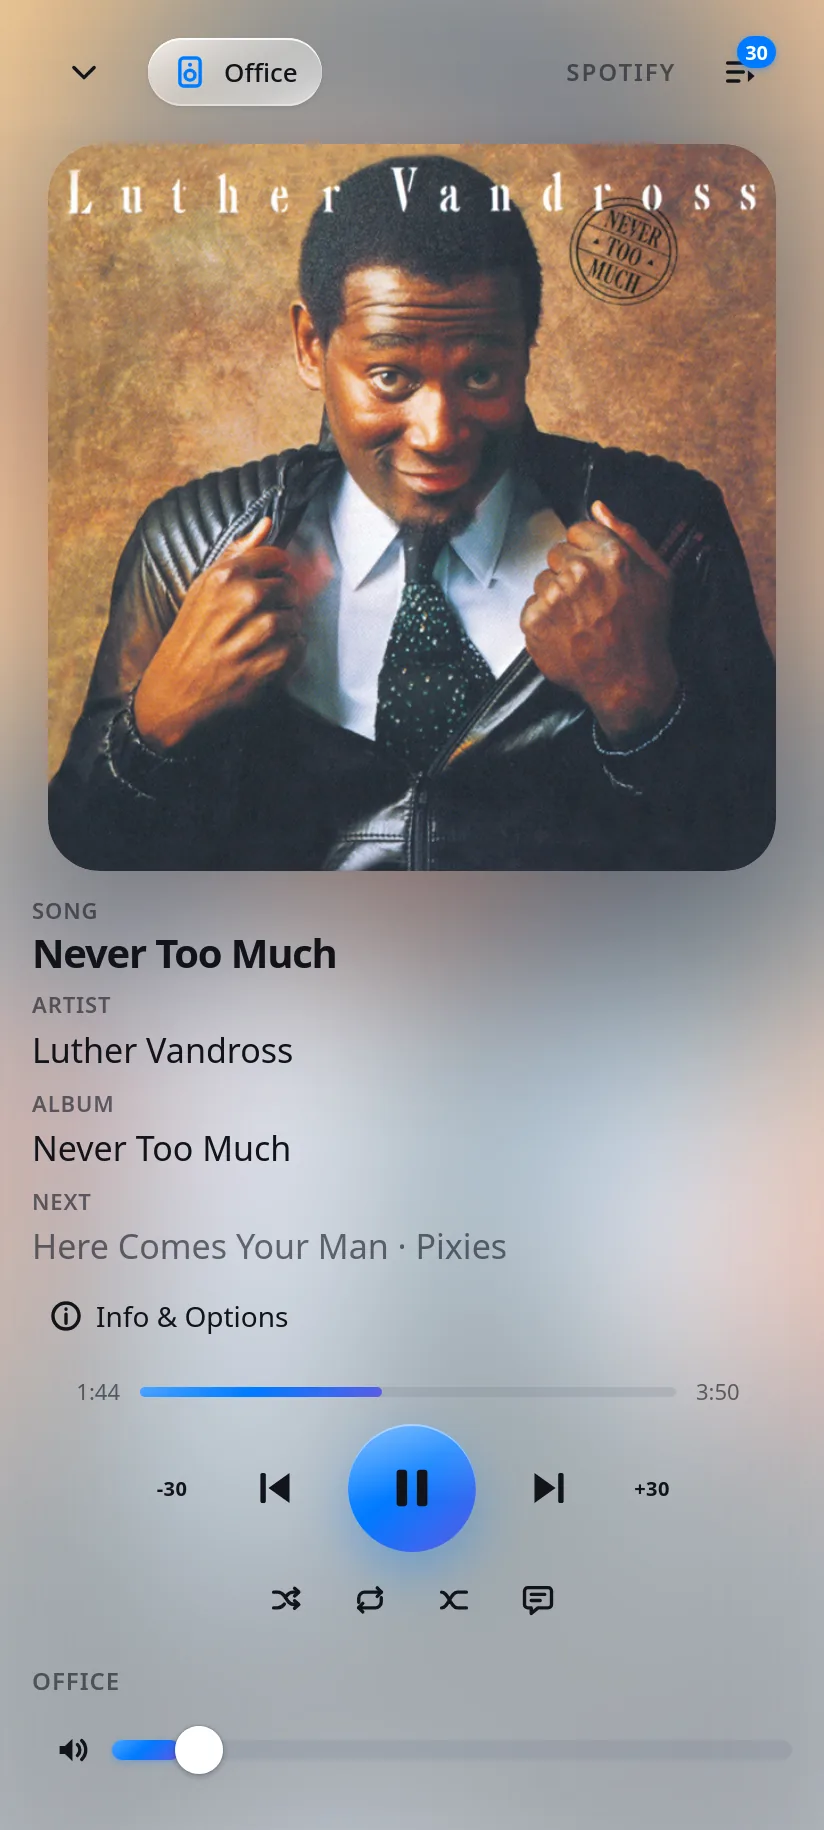 Office
SPOTIFY
30
Luther Vandross
NEVER
TOO
MUCH
SONG
Never Too Much
ARTIST
Luther Vandross
ALBUM
Never Too Much
NEXT
Here Comes Your Man · Pixies
Info & Options
1:44
3:50
-30
+30
OFFICE